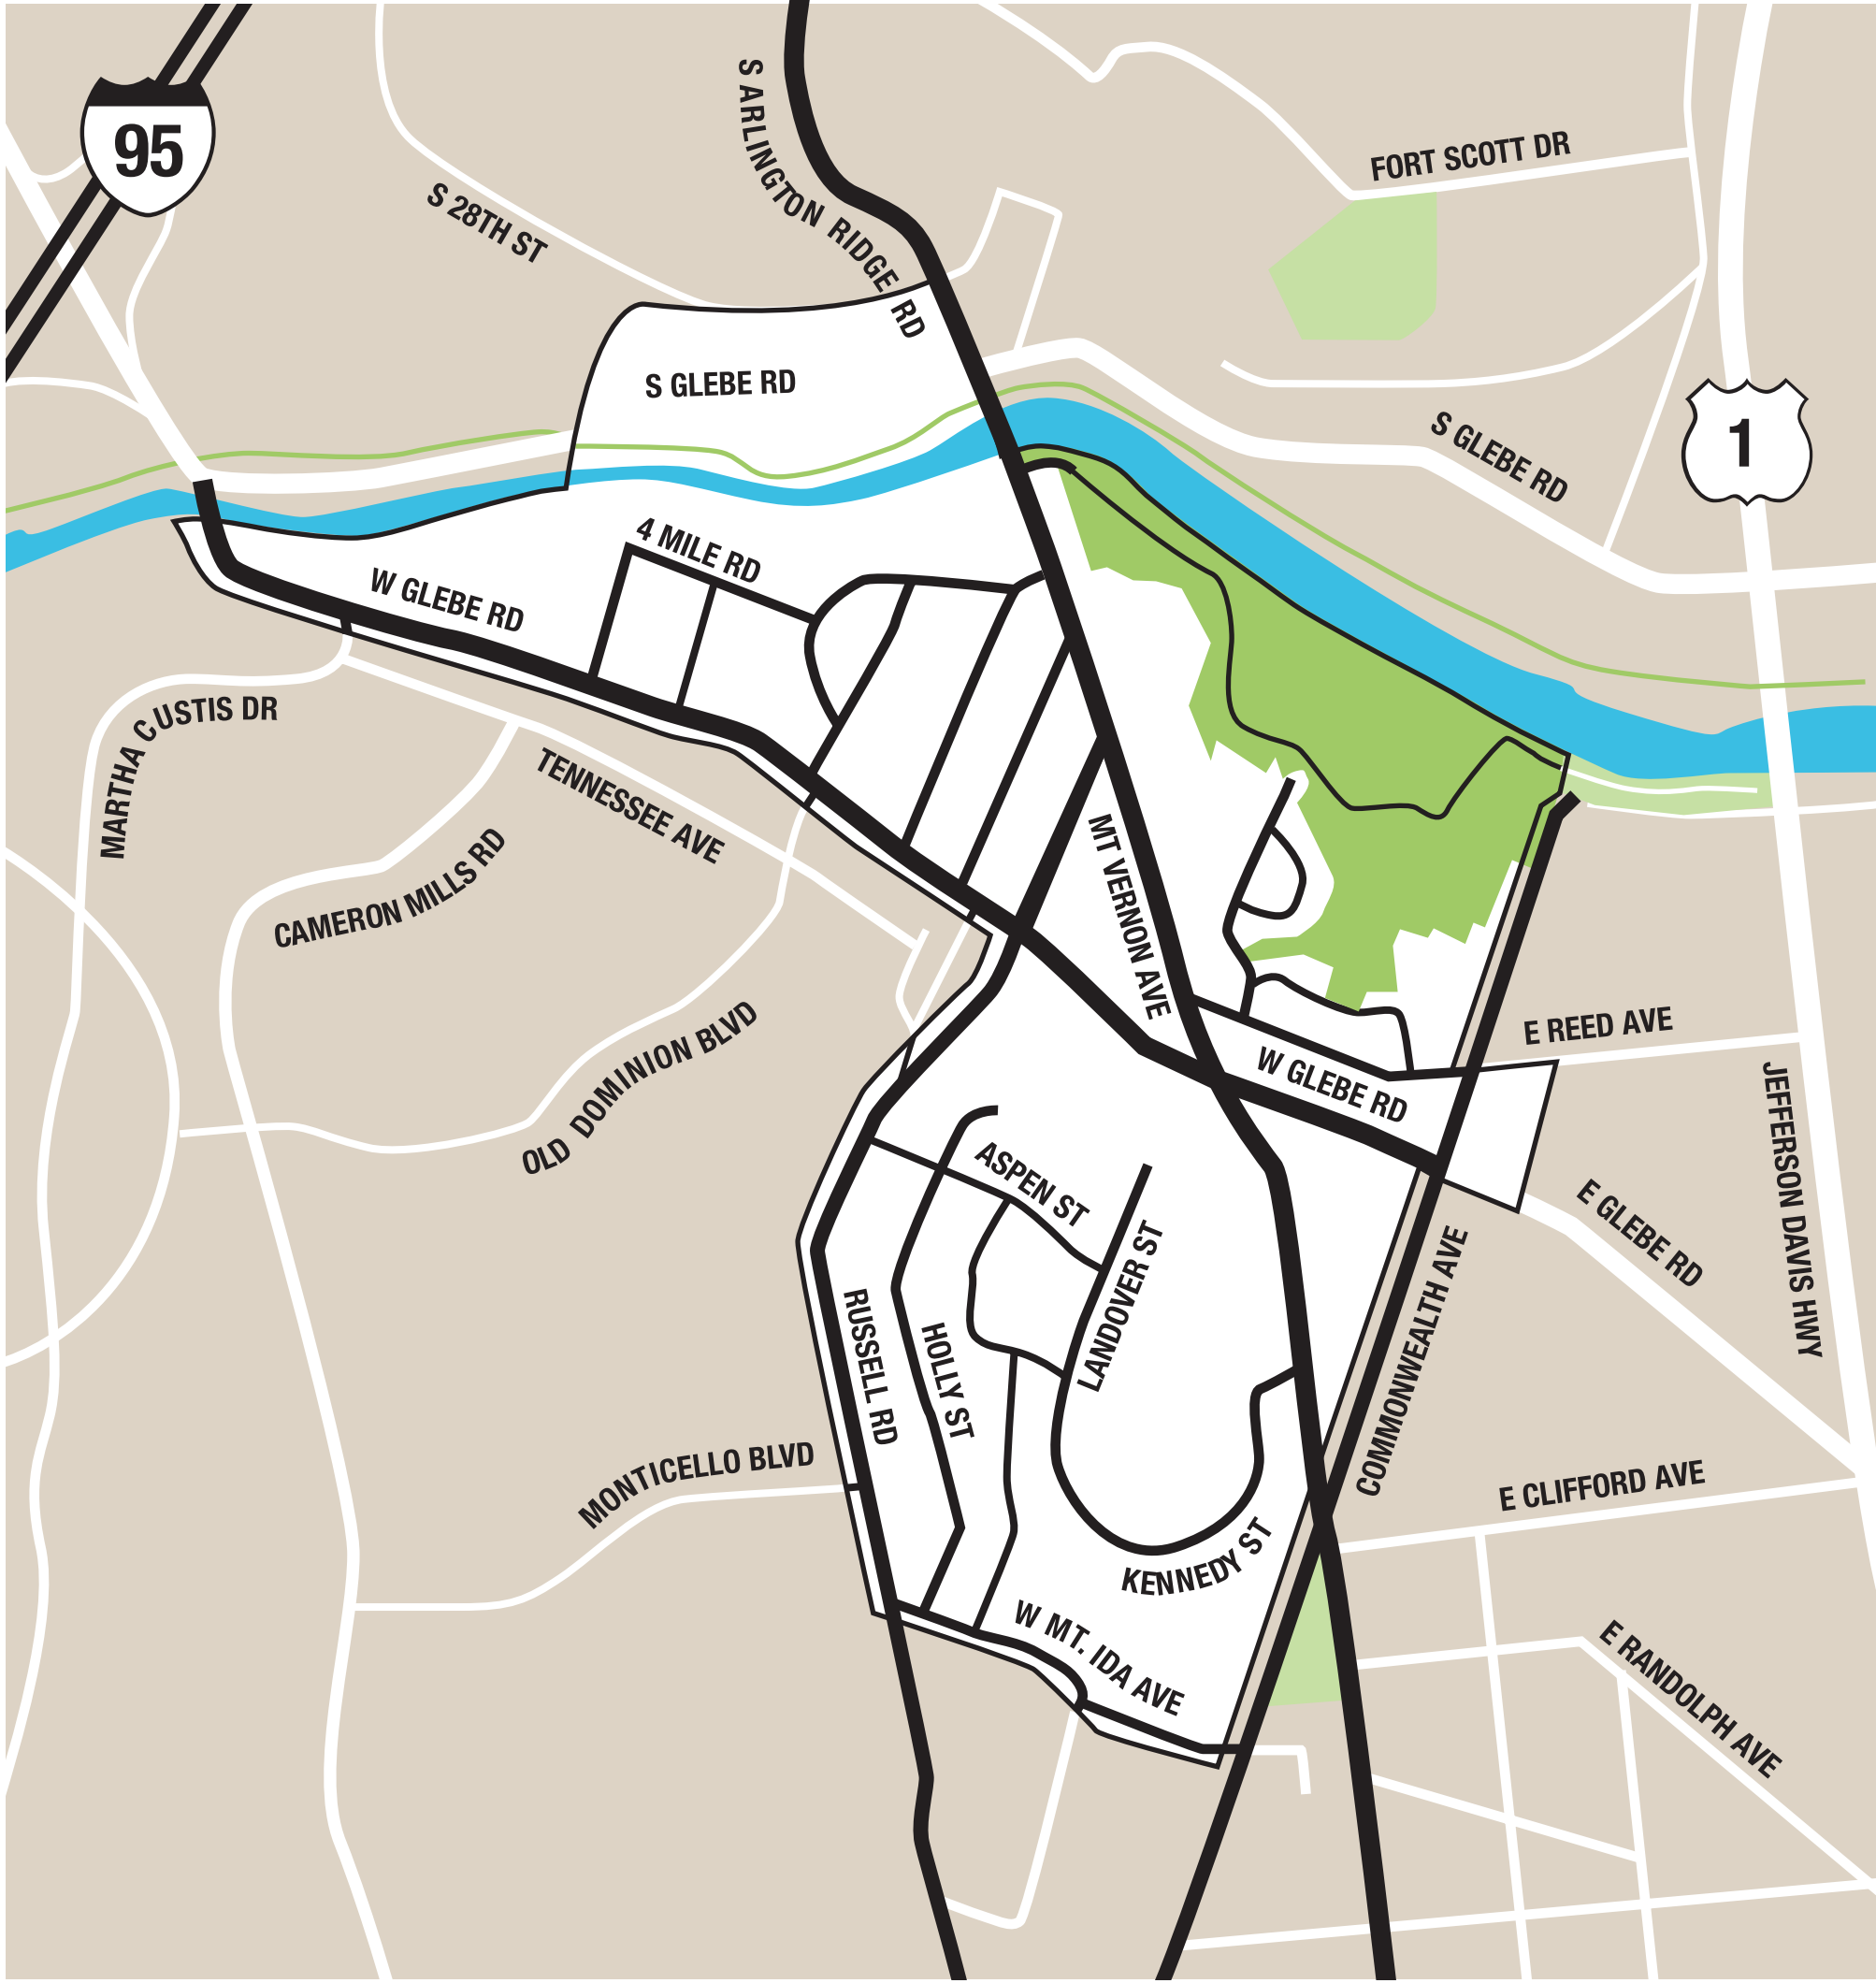 95
S ARLINGTON RIDGE RD
FORT SCOTT DR
S 28TH ST
S GLEBE RD
S GLEBE RD
1
4 MILE RD
W GLEBE RD
MARTHA CUSTIS DR
TENNESSEE AVE
CAMERON MILLS RD
MT VERNON AVE
OLD DOMINION BLVD
E REED AVE
W GLEBE RD
JEFFERSON DAVIS HWY
ASPEN ST
E GLEBE RD
LANDOVER ST
COMMONWEALTH AVE
RUSSELL RD
HOLLY ST
MONTICELLO BLVD
E CLIFFORD AVE
KENNEDY ST
W MT. IDA AVE
E RANDOLPH AVE